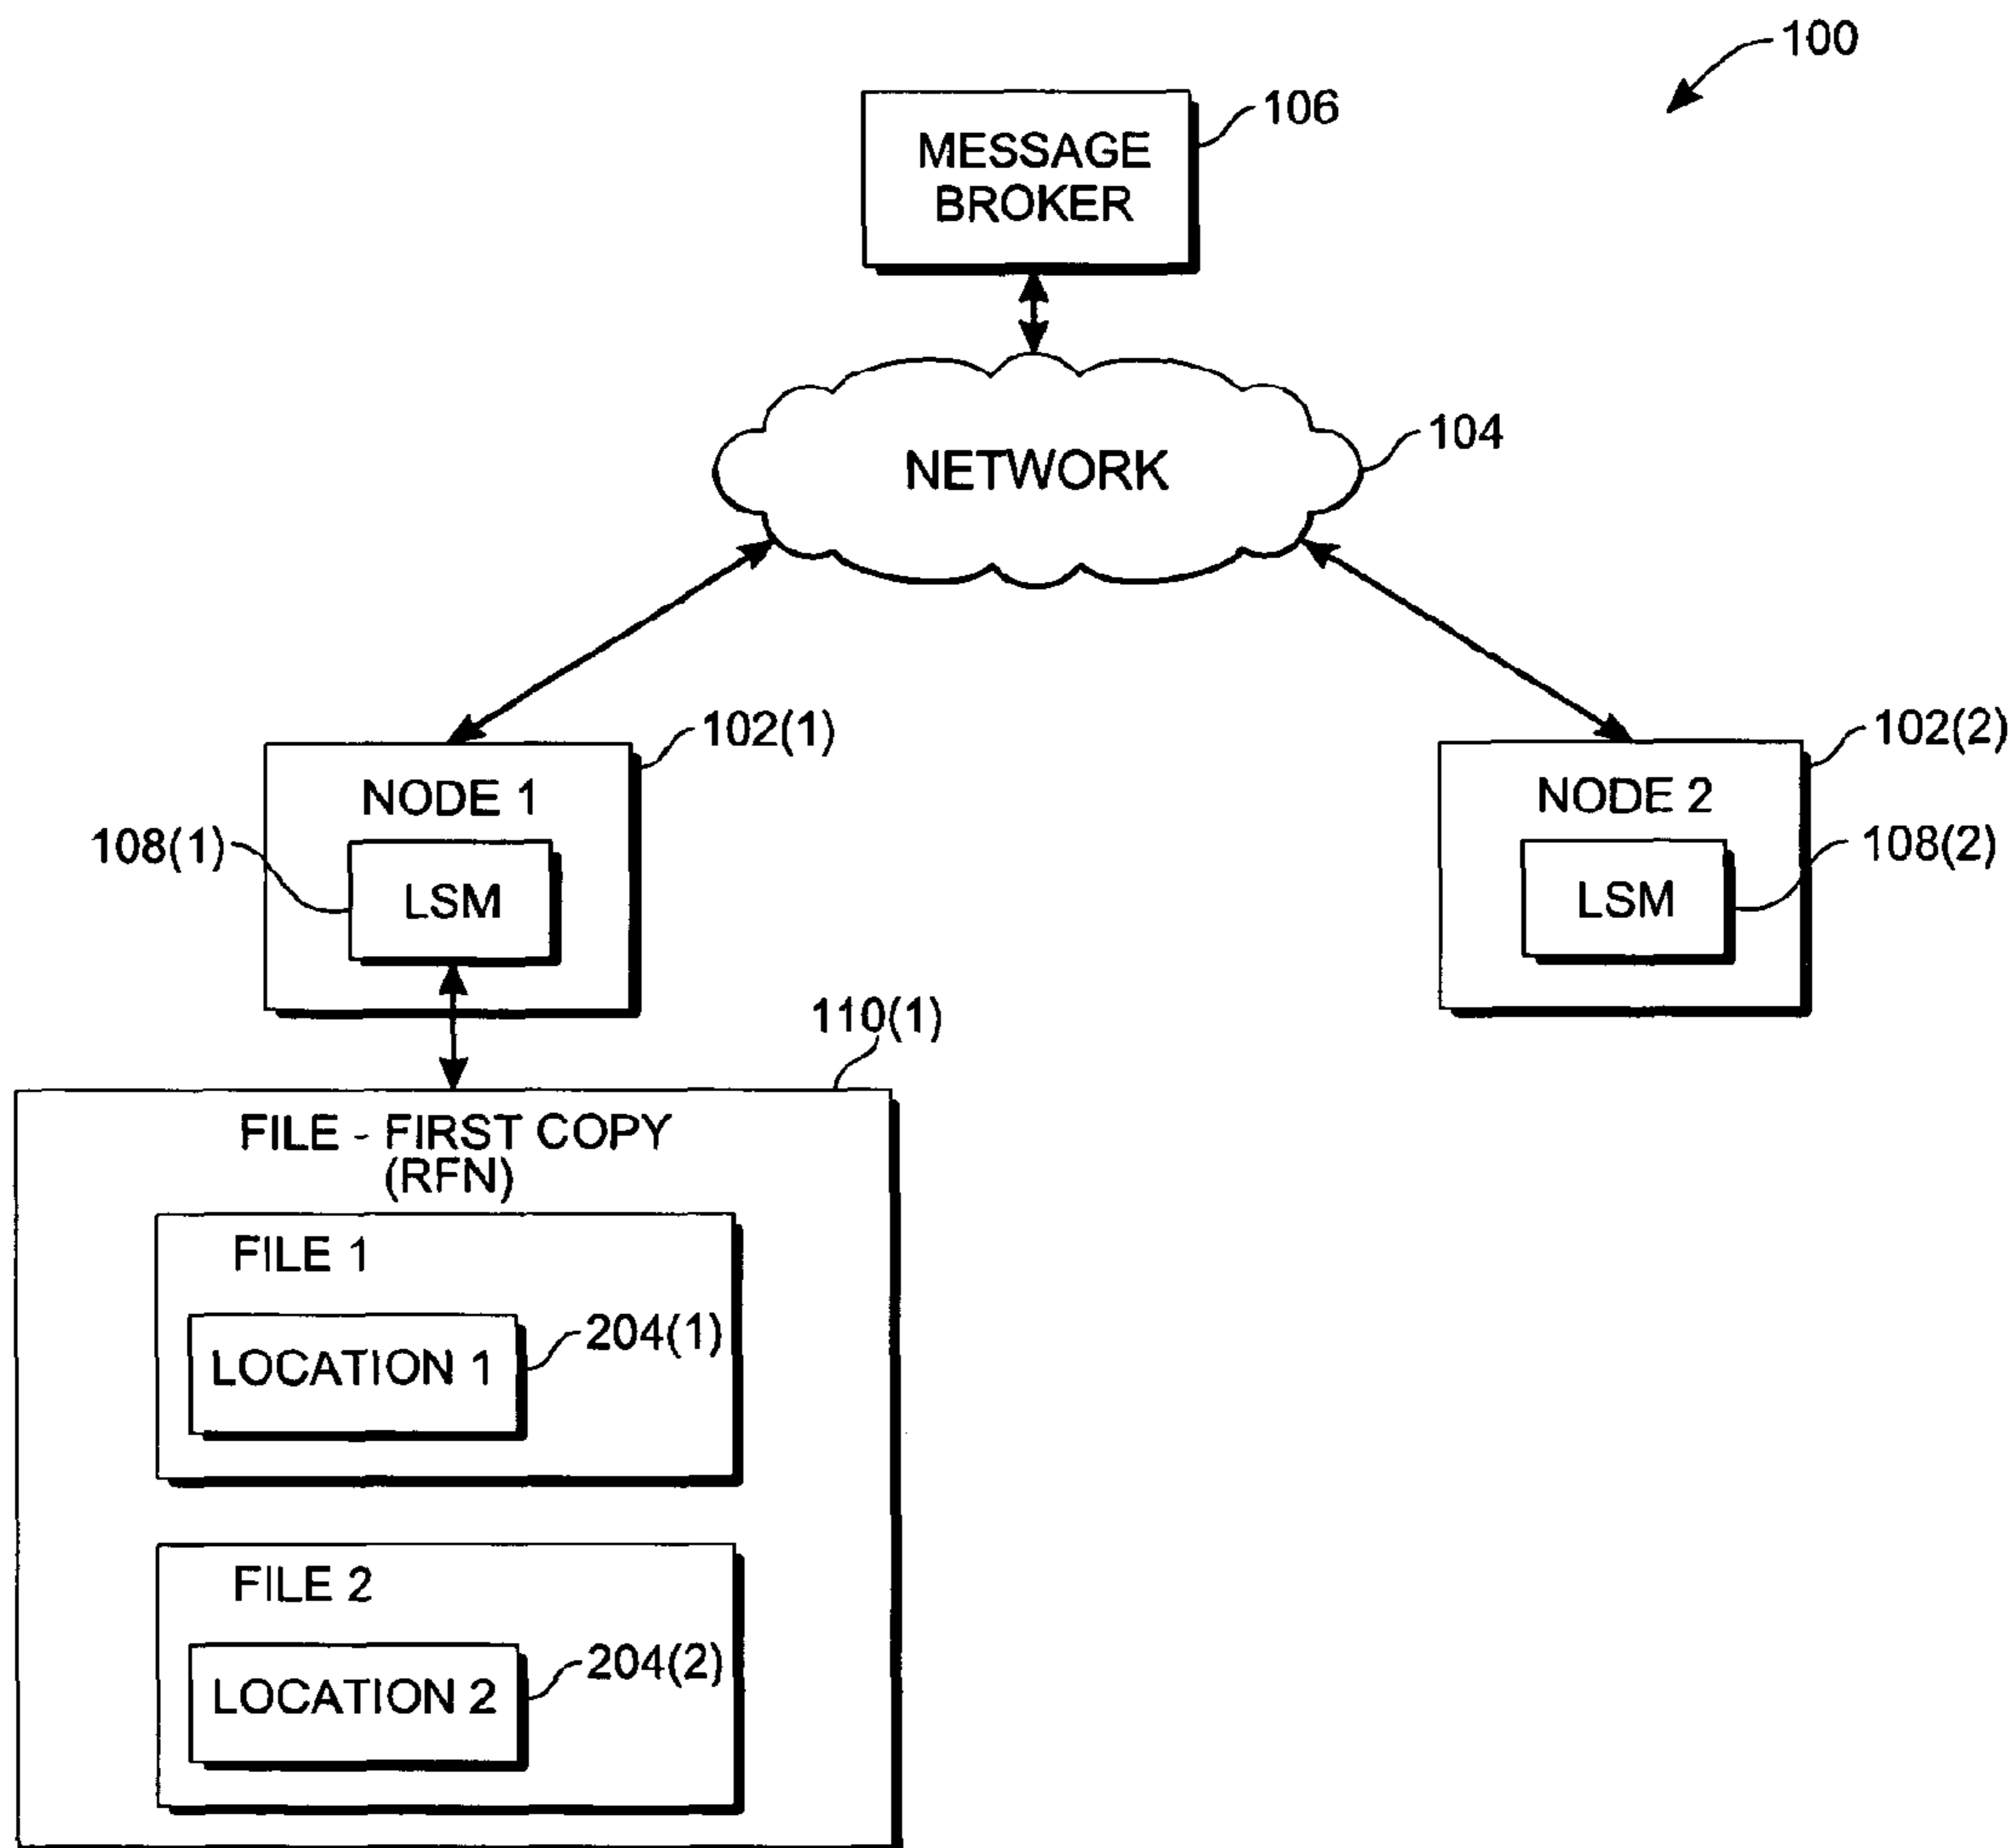 100
106
MESSAGE
BROKER
104
NETWORK
102(1)
102(2)
NODE 1
NODE 2
108(1)
108(2)
LSM
LSM
110(1)
FILE - FIRST COPY
(RFN)
FILE 1
204(1)
LOCATION 1
FILE 2
204(2)
LOCATION 2